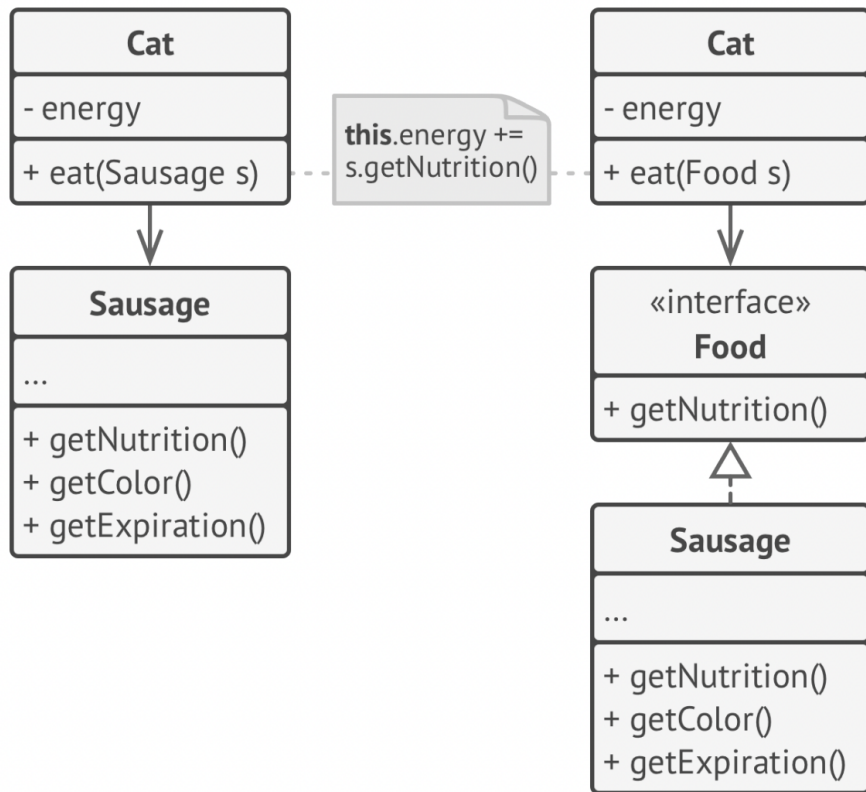 Cat
- energy
+ eat(Sausage s)
Sausage
...
+ getNutrition()
+ getColor()
+ getExpiration()
this.energy +=
s.getNutrition()
Cat
- energy
+ eat(Food s)
«interface»
Food
+ getNutrition()
Sausage
...
+ getNutrition()
+ getColor()
+ getExpiration()